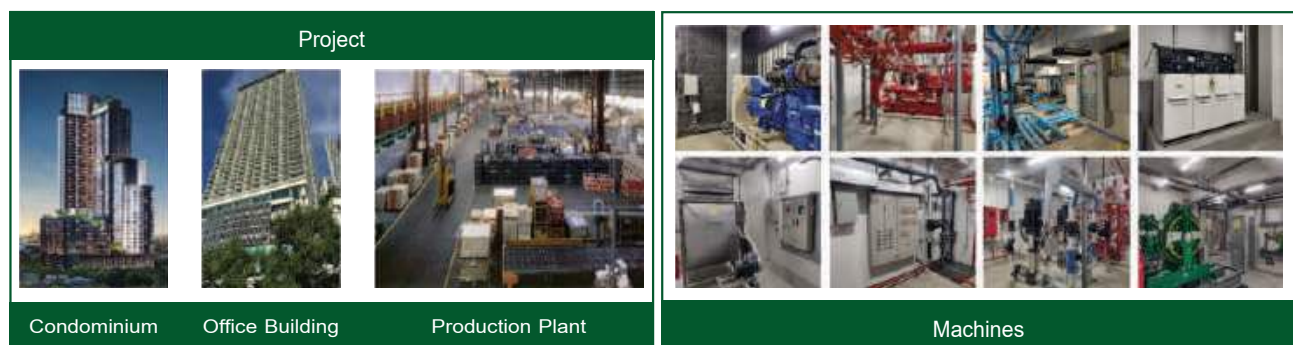 Project
Condominium
Office Building
Production Plant
Machines